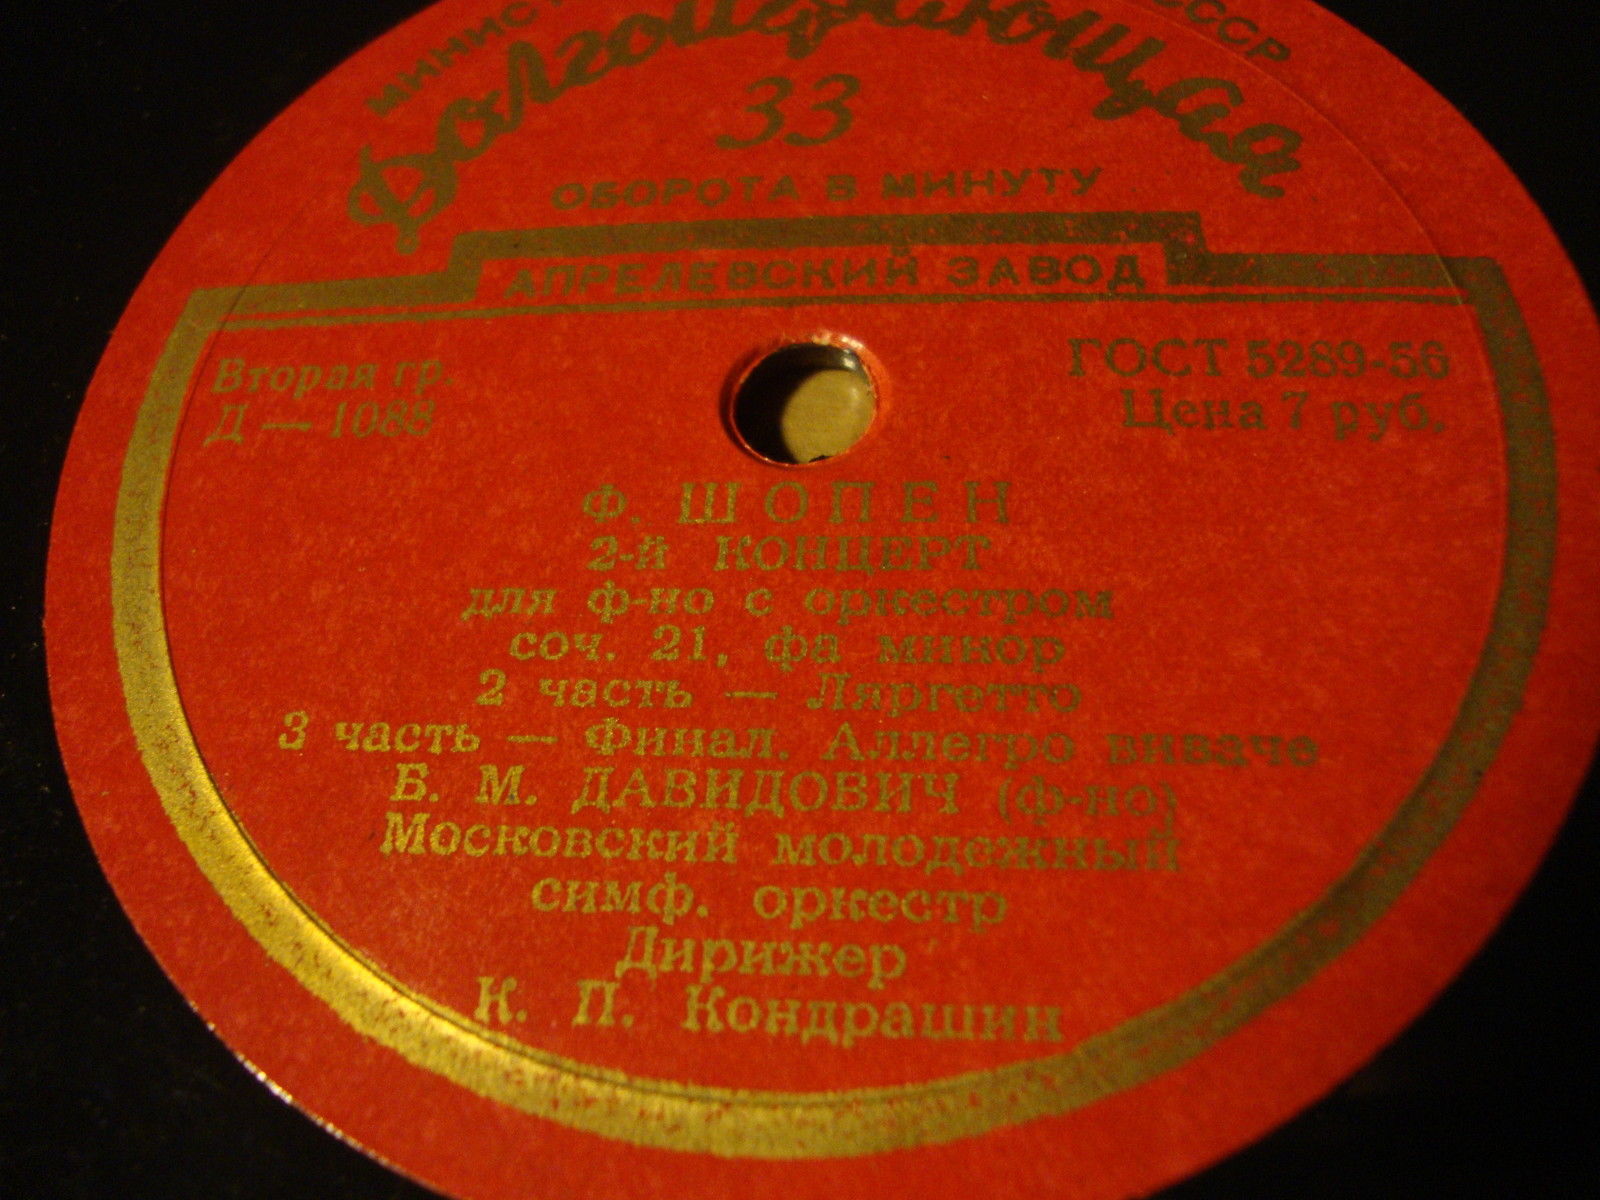 СССР
Долгоиграющая
33
ОБОРОТА В МИНУТУ
АПРЕЛЕВСКИЙ ЗАВОД
Вторая гр.
Д — 1088
ГОСТ 5289-56
Цена 7 руб.
Ф. ШОПЕН
2-й КОНЦЕРТ
для ф-но с оркестром
соч. 21, фа минор
2 часть — Ляргетто
3 часть — Финал. Аллегро виваче
Б. М. ДАВИДОВИЧ (ф-но)
Московский молодежный
симф. оркестр
Дирижер
К. П. Кондрашин